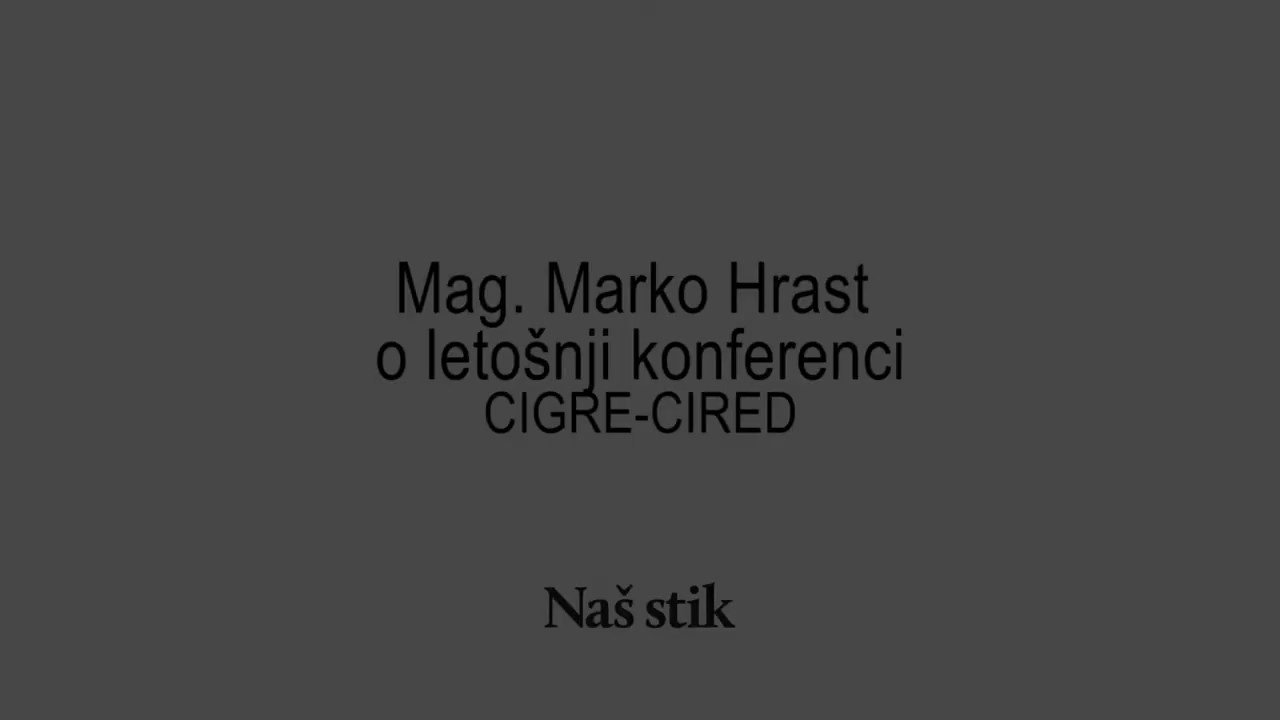 Mag. Marko Hrast
o letošnji konferenci
CIGRE-CIRED
Naš stik